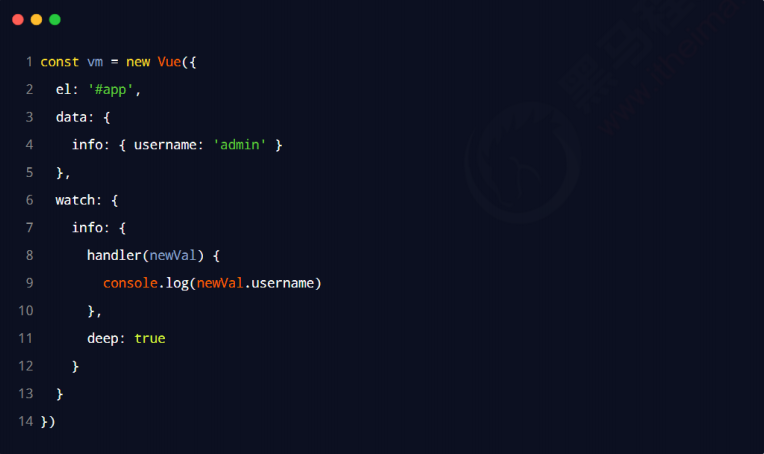 1 const vm = new Vue({
2   el: '#app',
3   data: {
4     info: { username: 'admin' }
5   },
6   watch: {
7     info: {
8       handler(newVal) {
9         console.log(newVal.username)
10       },
11       deep: true
12     }
13   }
14 })